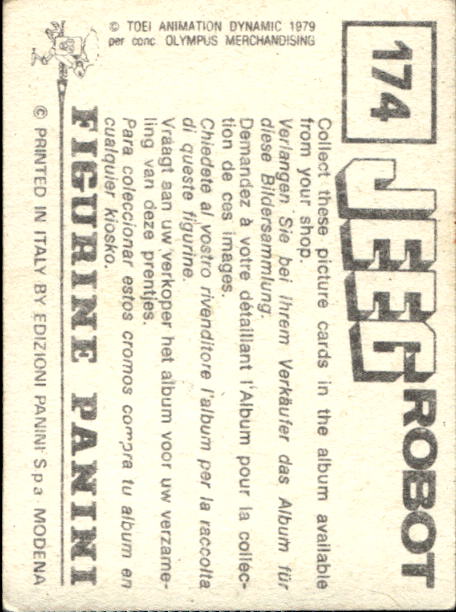 © TOEI ANIMATION DYNAMIC 1979
per conc. OLYMPUS MERCHANDISING
174
JEEG ROBOT
Collect these picture cards in the album available
from your shop.
Verlangen Sie bei Ihrem Verkäufer das Album für
diese Bildersammlung.
Demandez à votre détaillant l'Album pour la collec-
tion de ces images.
Chiedete al vostro rivenditore l'album per la raccolta
di queste figurine.
Vraagt aan uw verkoper het album voor uw verzame-
ling van deze prentjes.
Para coleccionar estos cromos compra tu album en
cualquier kiosko.
FIGURINE PANINI
© PRINTED IN ITALY BY EDIZIONI PANINI S p a MODENA